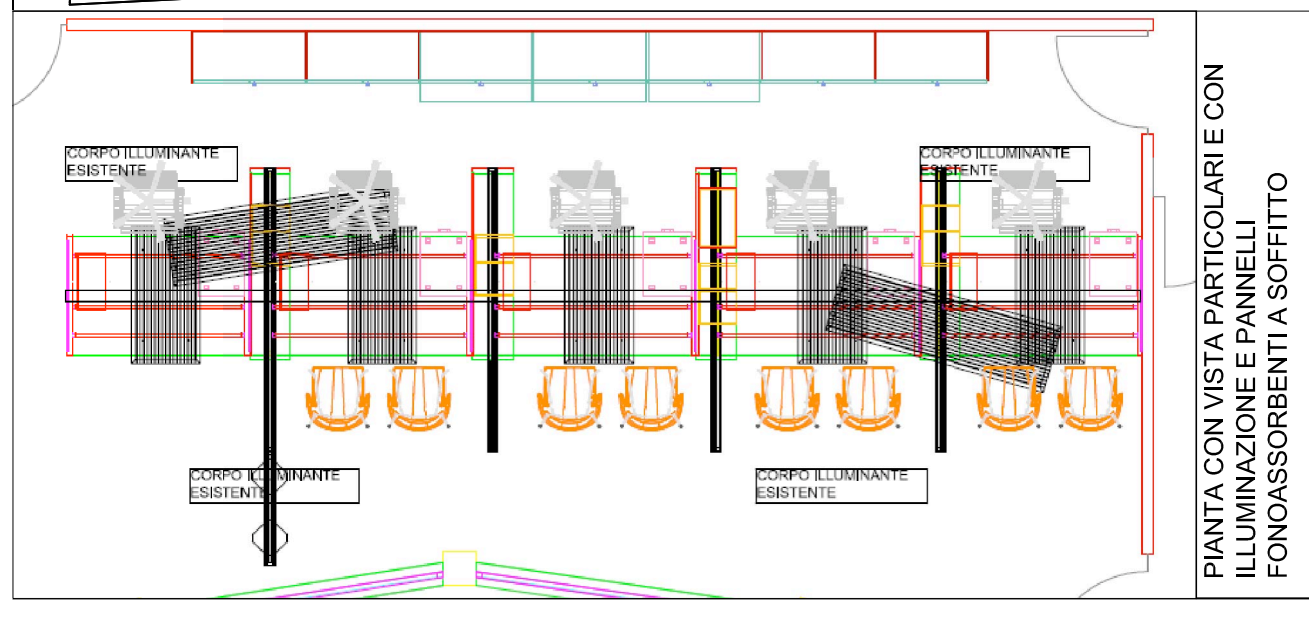 CORPO ILLUMINANTE
ESISTENTE
CORPO ILLUMINANTE
ESISTENTE
CORPO ILLUMINANTE
ESISTENTE
CORPO ILLUMINANTE
ESISTENTE
PIANTA CON VISTA PARTICOLARI E CON
ILLUMINAZIONE E PANNELLI
FONOASSORBENTI A SOFFITTO